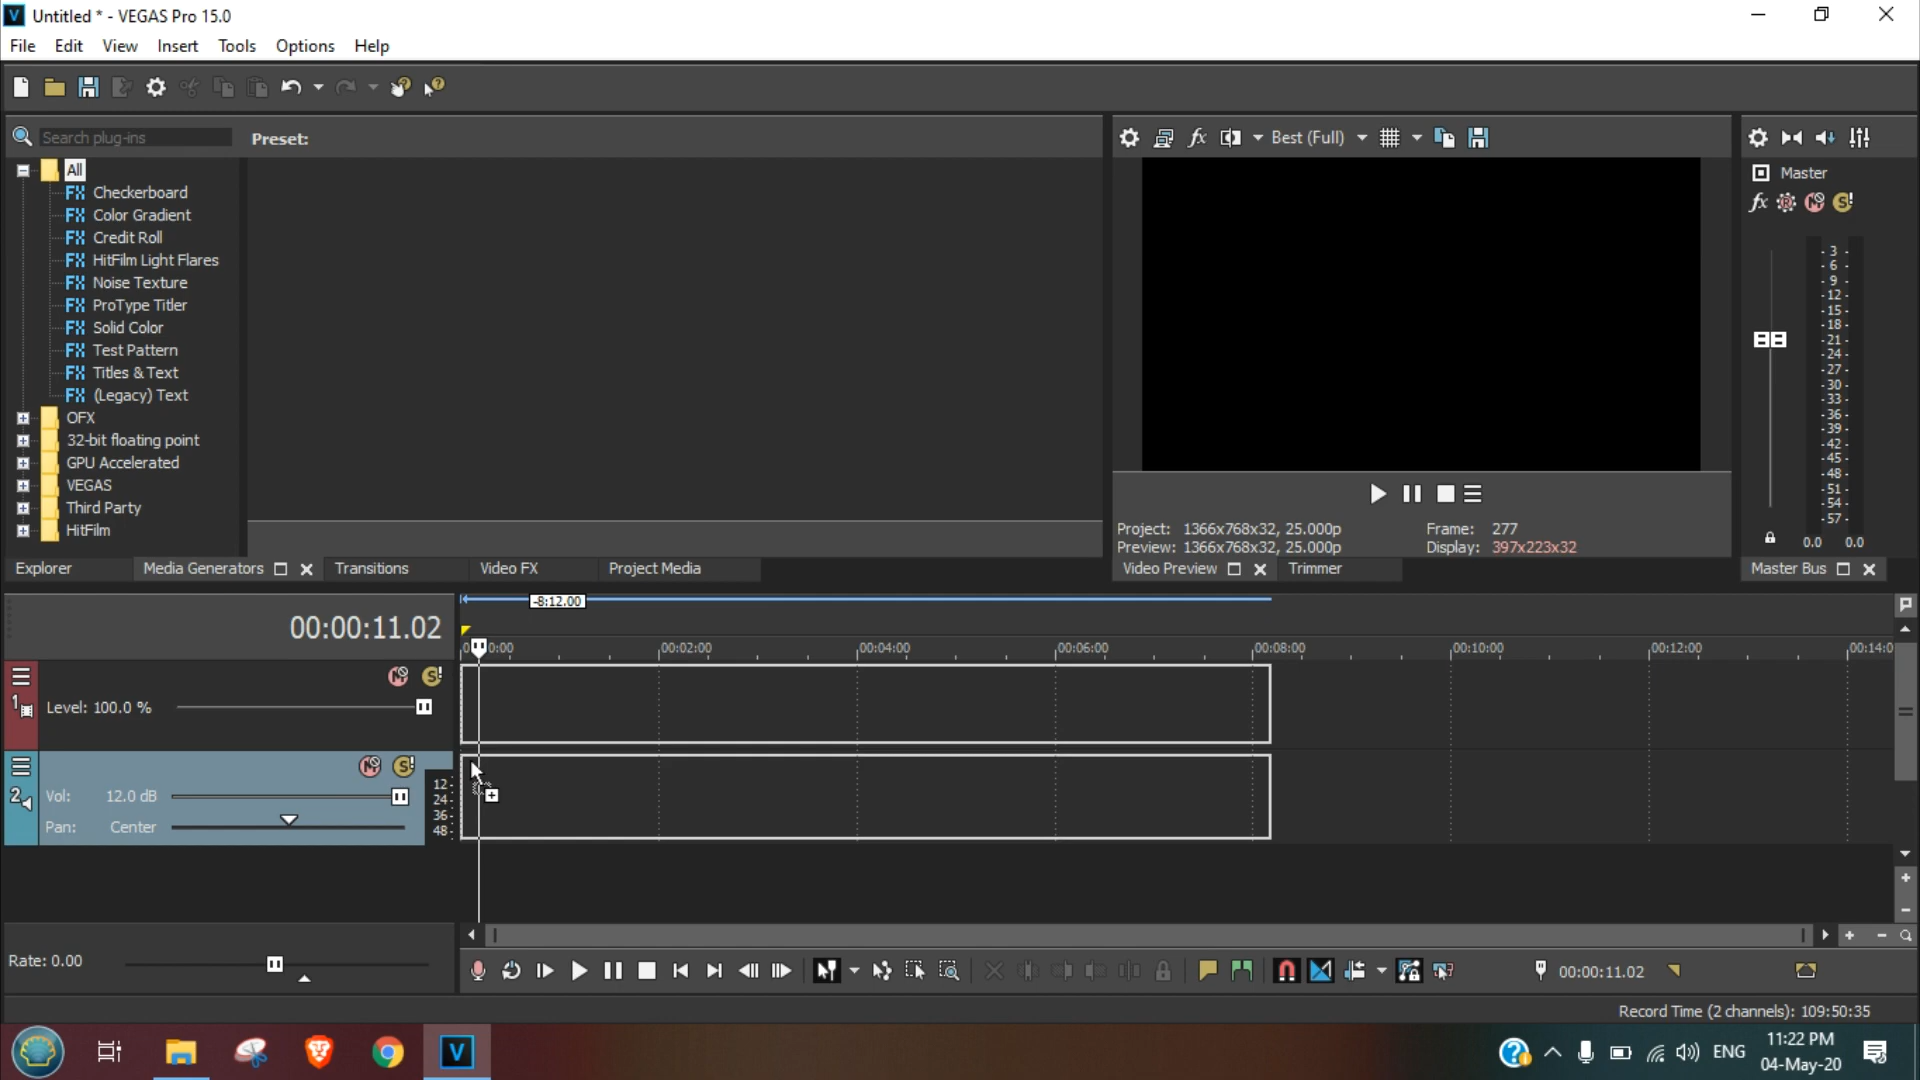 Untitled * - VEGAS Pro 15.0
File Edit View Insert Tools Options Help
Search plug-ins
Preset:
Best (Full)
All
Checkerboard
Color Gradient
Credit Roll
HitFilm Light Flares
Noise Texture
ProType Titler
Solid Color
Test Pattern
Titles & Text
(Legacy) Text
OFX
32-bit floating point
GPU Accelerated
VEGAS
Third Party
HitFilm
Master
-3-
-6-
-9-
-12-
-15-
-18-
-21-
-24-
-27-
-30-
-33-
-36-
-39-
-42-
-45-
-48-
-51-
-54-
-57-
0.0 0.0
Project: 1366x768x32, 25.000p Frame: 277
Preview: 1366x768x32, 25.000p Display: 397x223x32
Explorer Media Generators Transitions Video FX Project Media
Video Preview Trimmer
Master Bus
00:00:11.02
-8:12.00
0:00 00:02:00 00:04:00 00:06:00 00:08:00 00:10:00 00:12:00 00:14:0
1 Level: 100.0 %
2 Vol: 12.0 dB
Pan: Center
12-
24-
36-
48-
Rate: 0.00
00:00:11.02
Record Time (2 channels): 109:50:35
ENG
11:22 PM
04-May-20